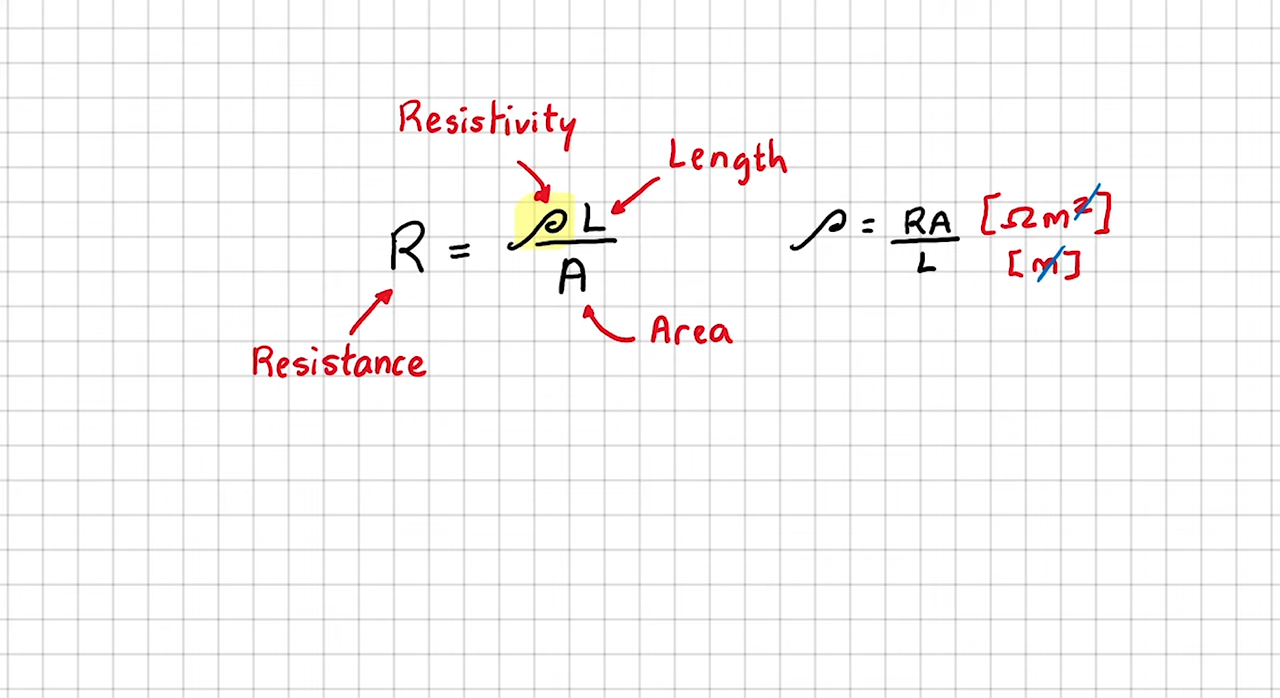 Resistivity
Length
R = ρL / A
ρ = RA / L [Ωm²] [m]
Area
Resistance